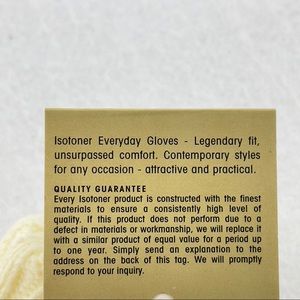 Isotoner Everyday Gloves - Legendary fit,
unsurpassed comfort. Contemporary styles
for any occasion - attractive and practical.
QUALITY GUARANTEE
Every Isotoner product is constructed with the finest
materials to ensure a consistently high level of
quality. If this product does not perform due to a
defect in materials or workmanship, we will replace it
with a similar product of equal value for a period up
to one year. Simply send an explanation to the
address on the back of this tag. We will promptly
respond to your inquiry.